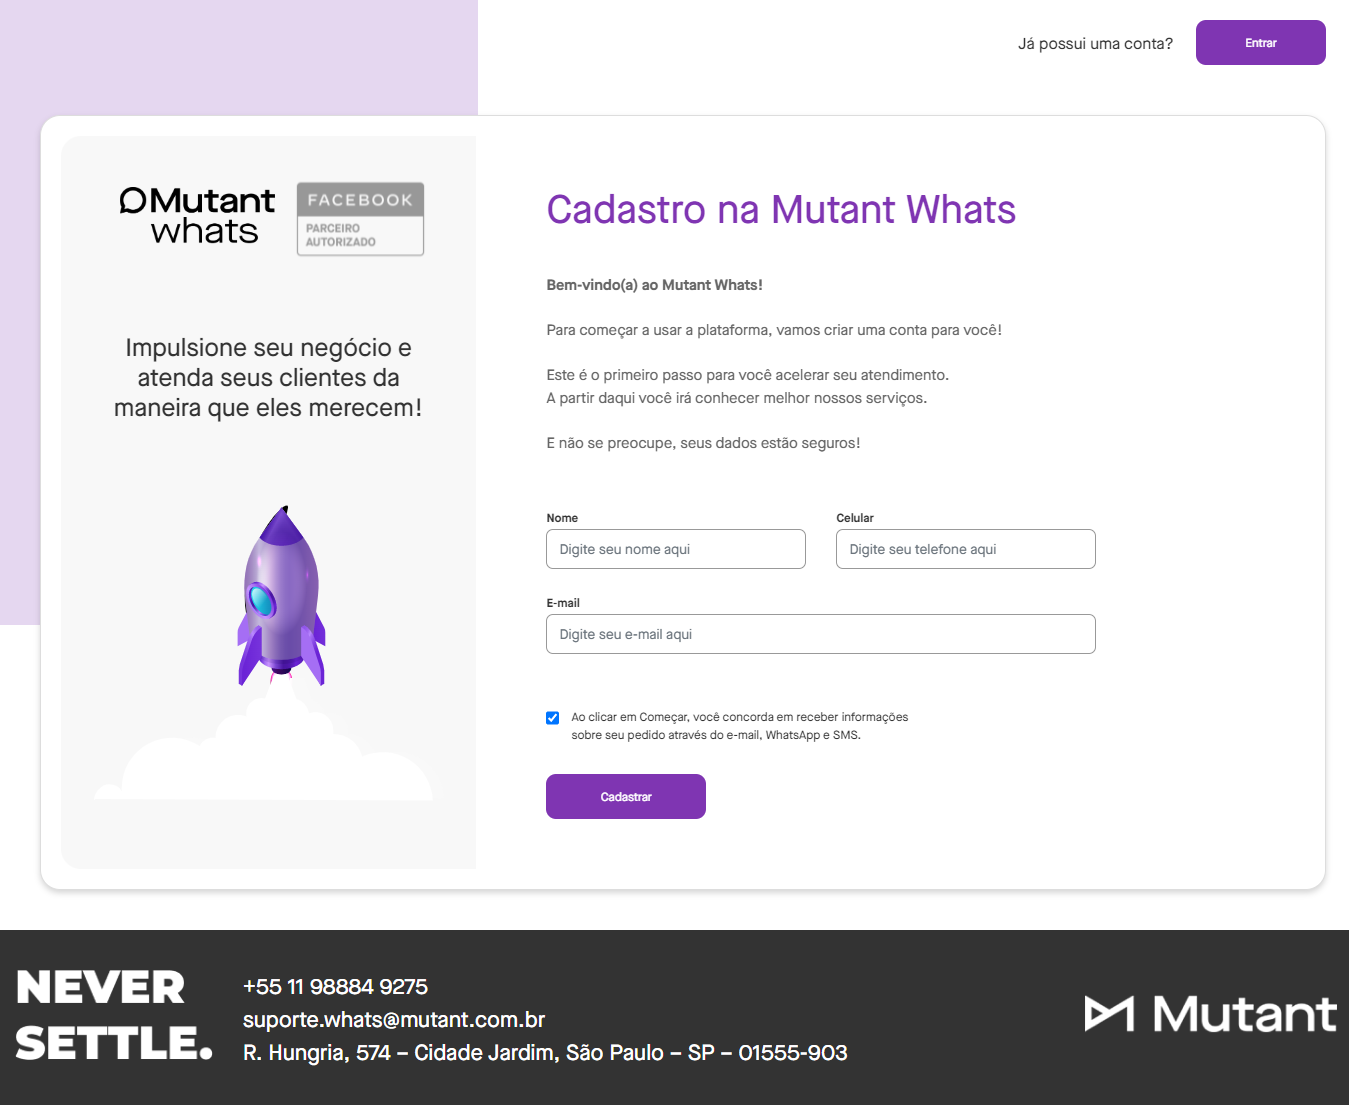 Já possui uma conta?
Entrar
Mutant
whats
FACEBOOK
PARCEIRO
AUTORIZADO
Impulsione seu negócio e
atenda seus clientes da
maneira que eles merecem!
Cadastro na Mutant Whats
Bem-vindo(a) ao Mutant Whats!
Para começar a usar a plataforma, vamos criar uma conta para você!
Este é o primeiro passo para você acelerar seu atendimento.
A partir daqui você irá conhecer melhor nossos serviços.
E não se preocupe, seus dados estão seguros!
Nome
Celular
Digite seu nome aqui
Digite seu telefone aqui
E-mail
Digite seu e-mail aqui
Ao clicar em Começar, você concorda em receber informações
sobre seu pedido através do e-mail, WhatsApp e SMS.
Cadastrar
NEVER
SETTLE.
+55 11 98884 9275
suporte.whats@mutant.com.br
R. Hungria, 574 – Cidade Jardim, São Paulo – SP – 01555-903
Mutant